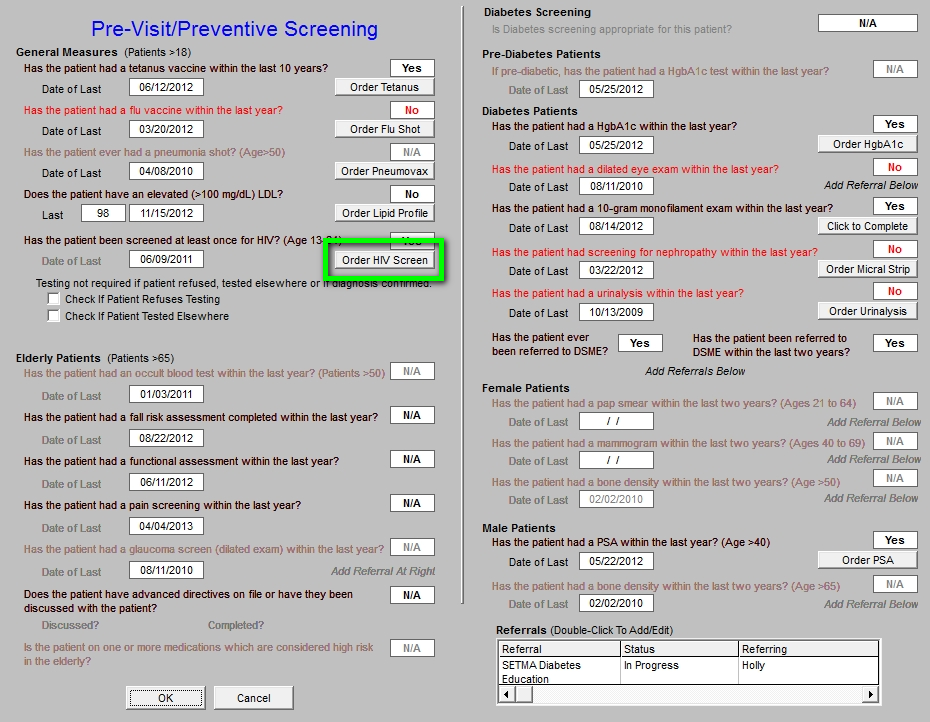 Pre-Visit/Preventive Screening
General Measures (Patients >18)
Has the patient had a tetanus vaccine within the last 10 years? Yes
Date of Last 06/12/2012 Order Tetanus
Has the patient had a flu vaccine within the last year? No
Date of Last 03/20/2012 Order Flu Shot
Has the patient ever had a pneumonia shot? (Age>50) N/A
Date of Last 04/08/2010 Order Pneumovax
Does the patient have an elevated (>100 mg/dL) LDL? No
Last 98 11/15/2012 Order Lipid Profile
Has the patient been screened at least once for HIV? (Age 13-64) Yes
Date of Last 06/09/2011 Order HIV Screen
Testing not required if patient refused, tested elsewhere or if diagnosis confirmed.
Check If Patient Refuses Testing
Check If Patient Tested Elsewhere
Elderly Patients (Patients >65)
Has the patient had an occult blood test within the last year? (Patients >50) N/A
Date of Last 01/03/2011
Has the patient had a fall risk assessment completed within the last year? N/A
Date of Last 08/22/2012
Has the patient had a functional assessment within the last year? N/A
Date of Last 06/11/2012
Has the patient had a pain screening within the last year? N/A
Date of Last 04/04/2013
Has the patient had a glaucoma screen (dilated exam) within the last year? N/A
Date of Last 08/11/2010 Add Referral At Right
Does the patient have advanced directives on file or have they been N/A
discussed with the patient?
Discussed? Completed?
Is the patient on one or more medications which are considered high risk N/A
in the elderly?
OK Cancel
Diabetes Screening
Is Diabetes screening appropriate for this patient? N/A
Pre-Diabetes Patients
If pre-diabetic, has the patient had a HgbA1c test within the last year? N/A
Date of Last 05/25/2012
Diabetes Patients
Has the patient had a HgbA1c within the last year? Yes
Date of Last 05/25/2012 Order HgbA1c
Has the patient had a dilated eye exam within the last year? No
Date of Last 08/11/2010 Add Referral Below
Has the patient had a 10-gram monofilament exam within the last year? Yes
Date of Last 08/14/2012 Click to Complete
Has the patient had screening for nephropathy within the last year? No
Date of Last 03/22/2012 Order Micral Strip
Has the patient had a urinalysis within the last year? No
Date of Last 10/13/2009 Order Urinalysis
Has the patient ever been referred to DSME? Yes
Has the patient been referred to DSME within the last two years? Yes
Add Referrals Below
Female Patients
Has the patient had a pap smear within the last two years? (Ages 21 to 64) N/A
Date of Last / / Add Referral Below
Has the patient had a mammogram within the last two years? (Ages 40 to 69) N/A
Date of Last / / Add Referral Below
Has the patient had a bone density within the last two years? (Age >50) N/A
Date of Last 02/02/2010 Add Referral Below
Male Patients
Has the patient had a PSA within the last year? (Age >40) Yes
Date of Last 05/22/2012 Order PSA
Has the patient had a bone density within the last two years? (Age >65) N/A
Date of Last 02/02/2010 Add Referral Below
Referrals (Double-Click To Add/Edit)
Referral Status Referring
SETMA Diabetes In Progress Holly
Education